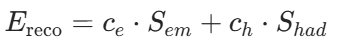 E_reco = c_e · S_em + c_h · S_had